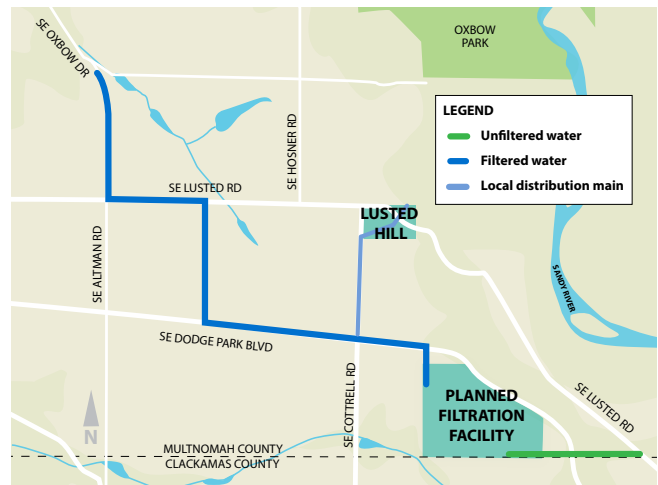 SE OXBOW DR
OXBOW
PARK
LEGEND
Unfiltered water
Filtered water
Local distribution main
SE HOSNER RD
SE LUSTED RD
LUSTED
HILL
SE ALTMAN RD
SANDY RIVER
SE DODGE PARK BLVD
SE COTTRELL RD
PLANNED
FILTRATION
FACILITY
SE LUSTED RD
N
MULTNOMAH COUNTY
CLACKAMAS COUNTY